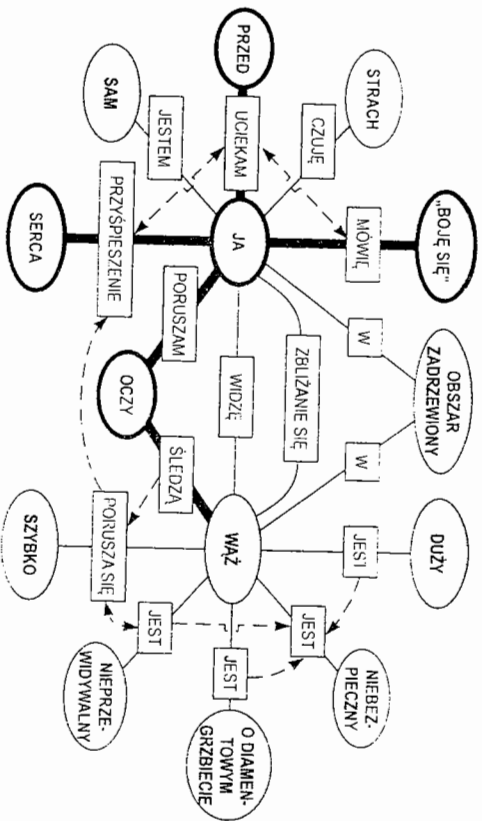 „BOJĘ SIĘ"
OBSZAR
ZADRZEWIONY
DUŻY
STRACH
MÓWIĘ
W
W
JEST
NIEBEZ-
PIECZNY
CZUJĘ
ZBLIŻANIE SIĘ
JEST
PRZED
UCIEKAM
JA
WIDZĘ
WĄŻ
JEST
O DIAMEN-
TOWYM
GRZBIECIE
JESTEM
PORUSZAM
ŚLEDZĄ
JEST
SAM
PRZYŚPIESZENIE
OCZY
PORUSZA SIĘ
NIEPRZE-
WIDYWALNY
SERCA
SZYBKO